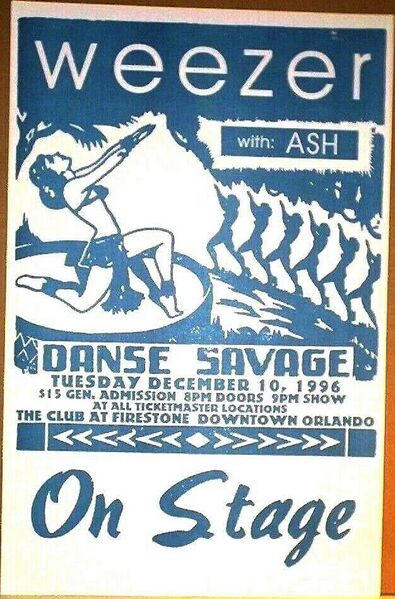 weezer
with: ASH
DANSE SAVAGE
TUESDAY DECEMBER 10, 1996
$15 GEN. ADMISSION 8PM DOORS 9PM SHOW
AT ALL TICKETMASTER LOCATIONS
THE CLUB AT FIRESTONE DOWNTOWN ORLANDO
On Stage